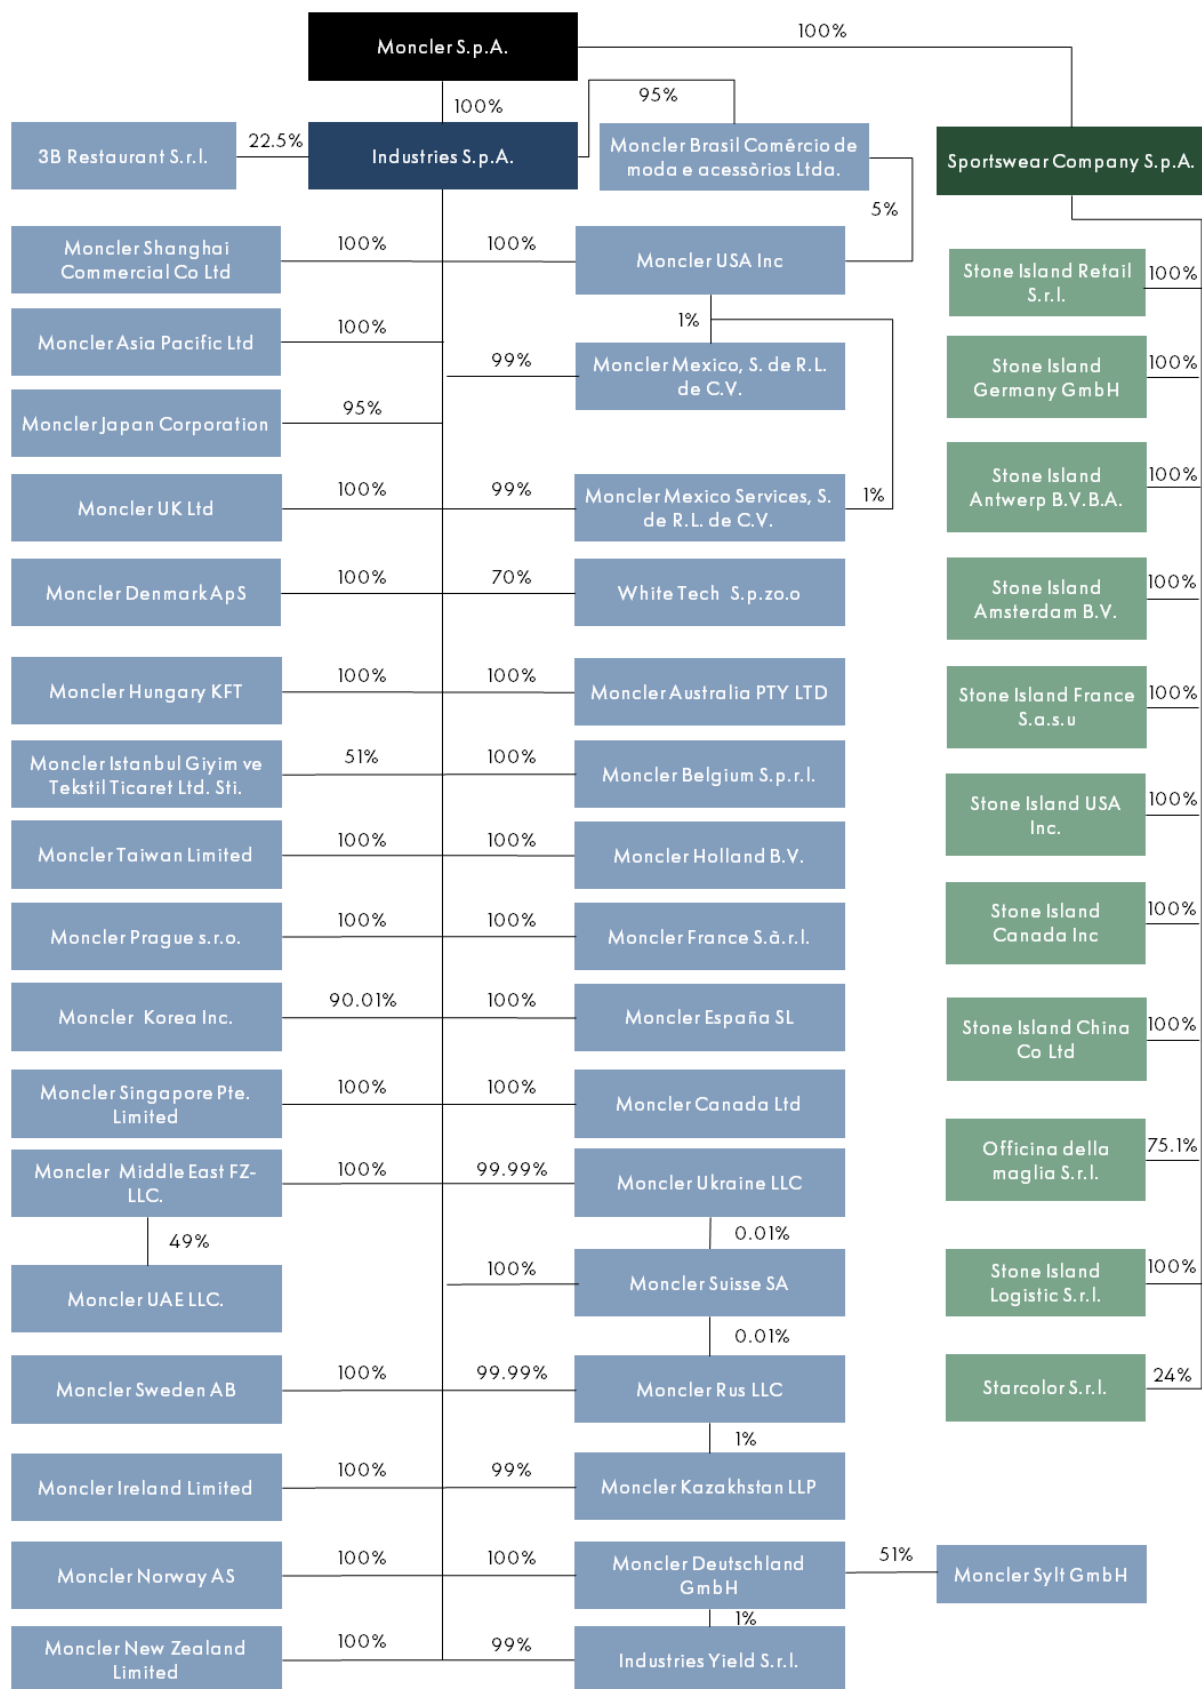 Moncler S.p.A.
100%
100%
95%
3B Restaurant S.r.l.
22.5%
Industries S.p.A.
Moncler Brasil Comércio de
moda e acessòrios Ltda.
Sportswear Company S.p.A.
5%
Moncler Shanghai
Commercial Co Ltd
100%
100%
Moncler USA Inc
Stone Island Retail
S.r.l.
100%
Moncler Asia Pacific Ltd
100%
1%
99%
Moncler Mexico, S. de R.L.
de C.V.
Stone Island
Germany GmbH
100%
Moncler Japan Corporation
95%
Moncler UK Ltd
100%
99%
Moncler Mexico Services, S.
de R.L. de C.V.
1%
Stone Island
Antwerp B.V.B.A.
100%
Moncler Denmark ApS
100%
70%
White Tech S.p.zo.o
Stone Island
Amsterdam B.V.
100%
Moncler Hungary KFT
100%
100%
Moncler Australia PTY LTD
Stone Island France
S.a.s.u
100%
Moncler Istanbul Giyim ve
Tekstil Ticaret Ltd. Sti.
51%
100%
Moncler Belgium S.p.r.l.
Stone Island USA
Inc.
100%
Moncler Taiwan Limited
100%
100%
Moncler Holland B.V.
Moncler Prague s.r.o.
100%
100%
Moncler France S.à.r.l.
Stone Island
Canada Inc
100%
Moncler Korea Inc.
90.01%
100%
Moncler España SL
Stone Island China
Co Ltd
100%
Moncler Singapore Pte.
Limited
100%
100%
Moncler Canada Ltd
Officina della
maglia S.r.l.
75.1%
Moncler Middle East FZ-
LLC.
100%
99.99%
Moncler Ukraine LLC
49%
0.01%
Moncler UAE LLC.
100%
Moncler Suisse SA
Stone Island
Logistic S.r.l.
100%
0.01%
Moncler Sweden AB
100%
99.99%
Moncler Rus LLC
Starcolor S.r.l.
24%
1%
Moncler Ireland Limited
100%
99%
Moncler Kazakhstan LLP
Moncler Norway AS
100%
100%
Moncler Deutschland
GmbH
51%
Moncler Sylt GmbH
1%
Moncler New Zealand
Limited
100%
99%
Industries Yield S.r.l.